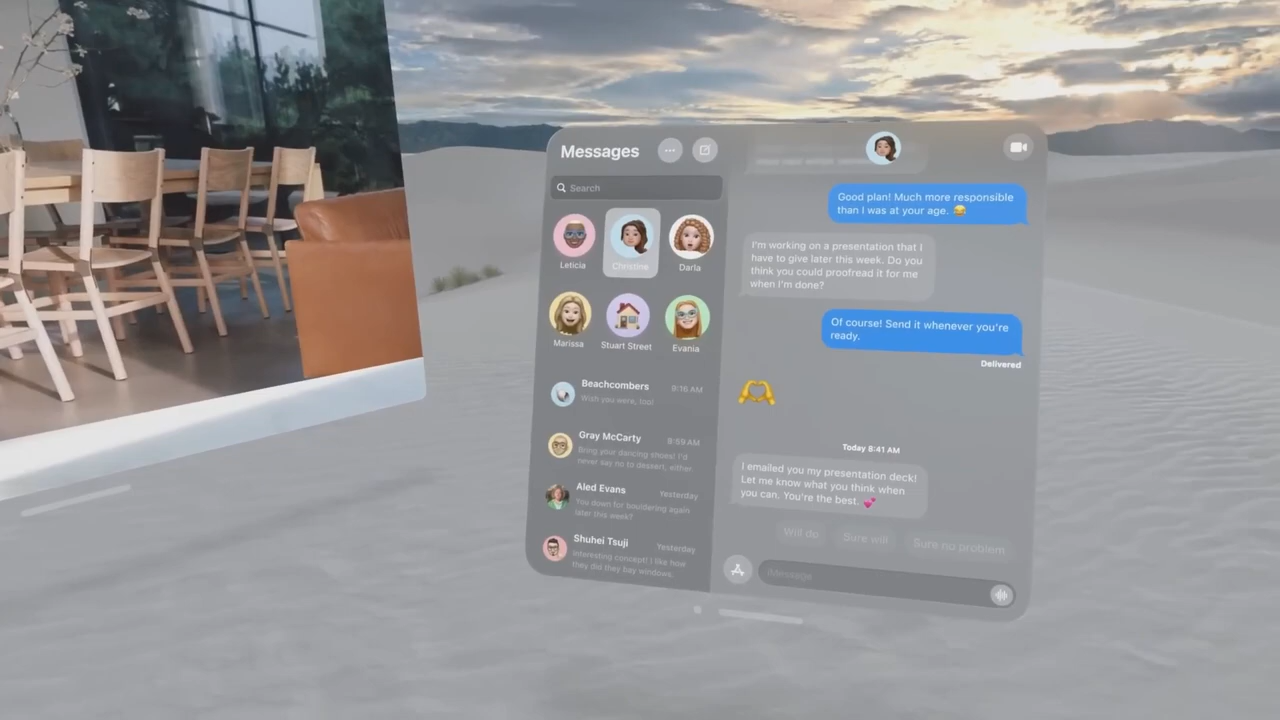 Messages
Search
Leticia
Christine
Darla
Marissa
Stuart Street
Evania
Beachcombers 9:16 AM
Wish you were, too!
Gray McCarty 8:59 AM
Bring your dancing shoes! I'd
never say no to dessert, either.
Aled Evans Yesterday
You down for bouldering again
later this week?
Shuhei Tsuji Yesterday
Interesting concept! I like how
they did they bay windows.
Good plan! Much more responsible
than I was at your age. 😂
I'm working on a presentation that I
have to give later this week. Do you
think you could proofread it for me
when I'm done?
Of course! Send it whenever you're
ready.
Delivered
🫶
Today 8:41 AM
I emailed you my presentation deck!
Let me know what you think when
you can. You're the best. 💕
Will do
Sure will
Sure no problem
iMessage